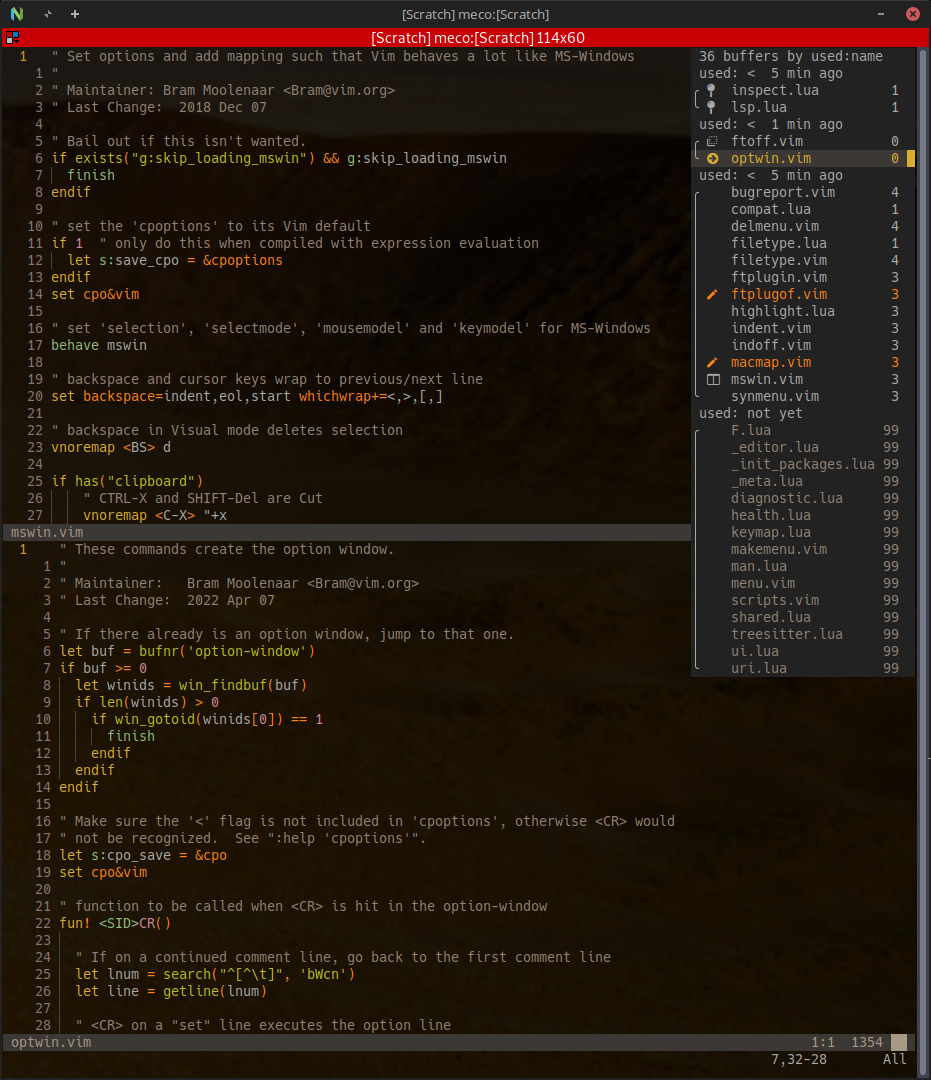 [Scratch] meco:[Scratch]
[Scratch] meco:[Scratch] 114x60
1 " Set options and add mapping such that Vim behaves a lot like MS-Windows
1 "
2 " Maintainer: Bram Moolenaar <Bram@vim.org>
3 " Last Change:  2018 Dec 07
4
5 " Bail out if this isn't wanted.
6 if exists("g:skip_loading_mswin") && g:skip_loading_mswin
7   finish
8 endif
9
10 " set the 'cpoptions' to its Vim default
11 if 1  " only do this when compiled with expression evaluation
12   let s:save_cpo = &cpoptions
13 endif
14 set cpo&vim
15
16 " set 'selection', 'selectmode', 'mousemodel' and 'keymodel' for MS-Windows
17 behave mswin
18
19 " backspace and cursor keys wrap to previous/next line
20 set backspace=indent,eol,start whichwrap+=<,>,[,]
21
22 " backspace in Visual mode deletes selection
23 vnoremap <BS> d
24
25 if has("clipboard")
26     " CTRL-X and SHIFT-Del are Cut
27     vnoremap <C-X> "+x
mswin.vim
1 " These commands create the option window.
1 "
2 " Maintainer:   Bram Moolenaar <Bram@vim.org>
3 " Last Change:  2022 Apr 07
4
5 " If there already is an option window, jump to that one.
6 let buf = bufnr('option-window')
7 if buf >= 0
8   let winids = win_findbuf(buf)
9   if len(winids) > 0
10     if win_gotoid(winids[0]) == 1
11       finish
12     endif
13   endif
14 endif
15
16 " Make sure the '<' flag is not included in 'cpoptions', otherwise <CR> would
17 " not be recognized.  See ":help 'cpoptions'".
18 let s:cpo_save = &cpo
19 set cpo&vim
20
21 " function to be called when <CR> is hit in the option-window
22 fun! <SID>CR()
23
24   " If on a continued comment line, go back to the first comment line
25   let lnum = search("^[^\t]", 'bWcn')
26   let line = getline(lnum)
27
28   " <CR> on a "set" line executes the option line
optwin.vim 1:1 1354
7,32-28 All
36 buffers by used:name
used: <  5 min ago
inspect.lua 1
lsp.lua 1
used: <  1 min ago
ftoff.vim 0
optwin.vim 0
used: <  5 min ago
bugreport.vim 4
compat.lua 1
delmenu.vim 4
filetype.lua 1
filetype.vim 4
ftplugin.vim 3
ftplugof.vim 3
highlight.lua 3
indent.vim 3
indoff.vim 3
macmap.vim 3
mswin.vim 3
synmenu.vim 3
used: not yet
F.lua 99
_editor.lua 99
_init_packages.lua 99
_meta.lua 99
diagnostic.lua 99
health.lua 99
keymap.lua 99
makemenu.vim 99
man.lua 99
menu.vim 99
scripts.vim 99
shared.lua 99
treesitter.lua 99
ui.lua 99
uri.lua 99